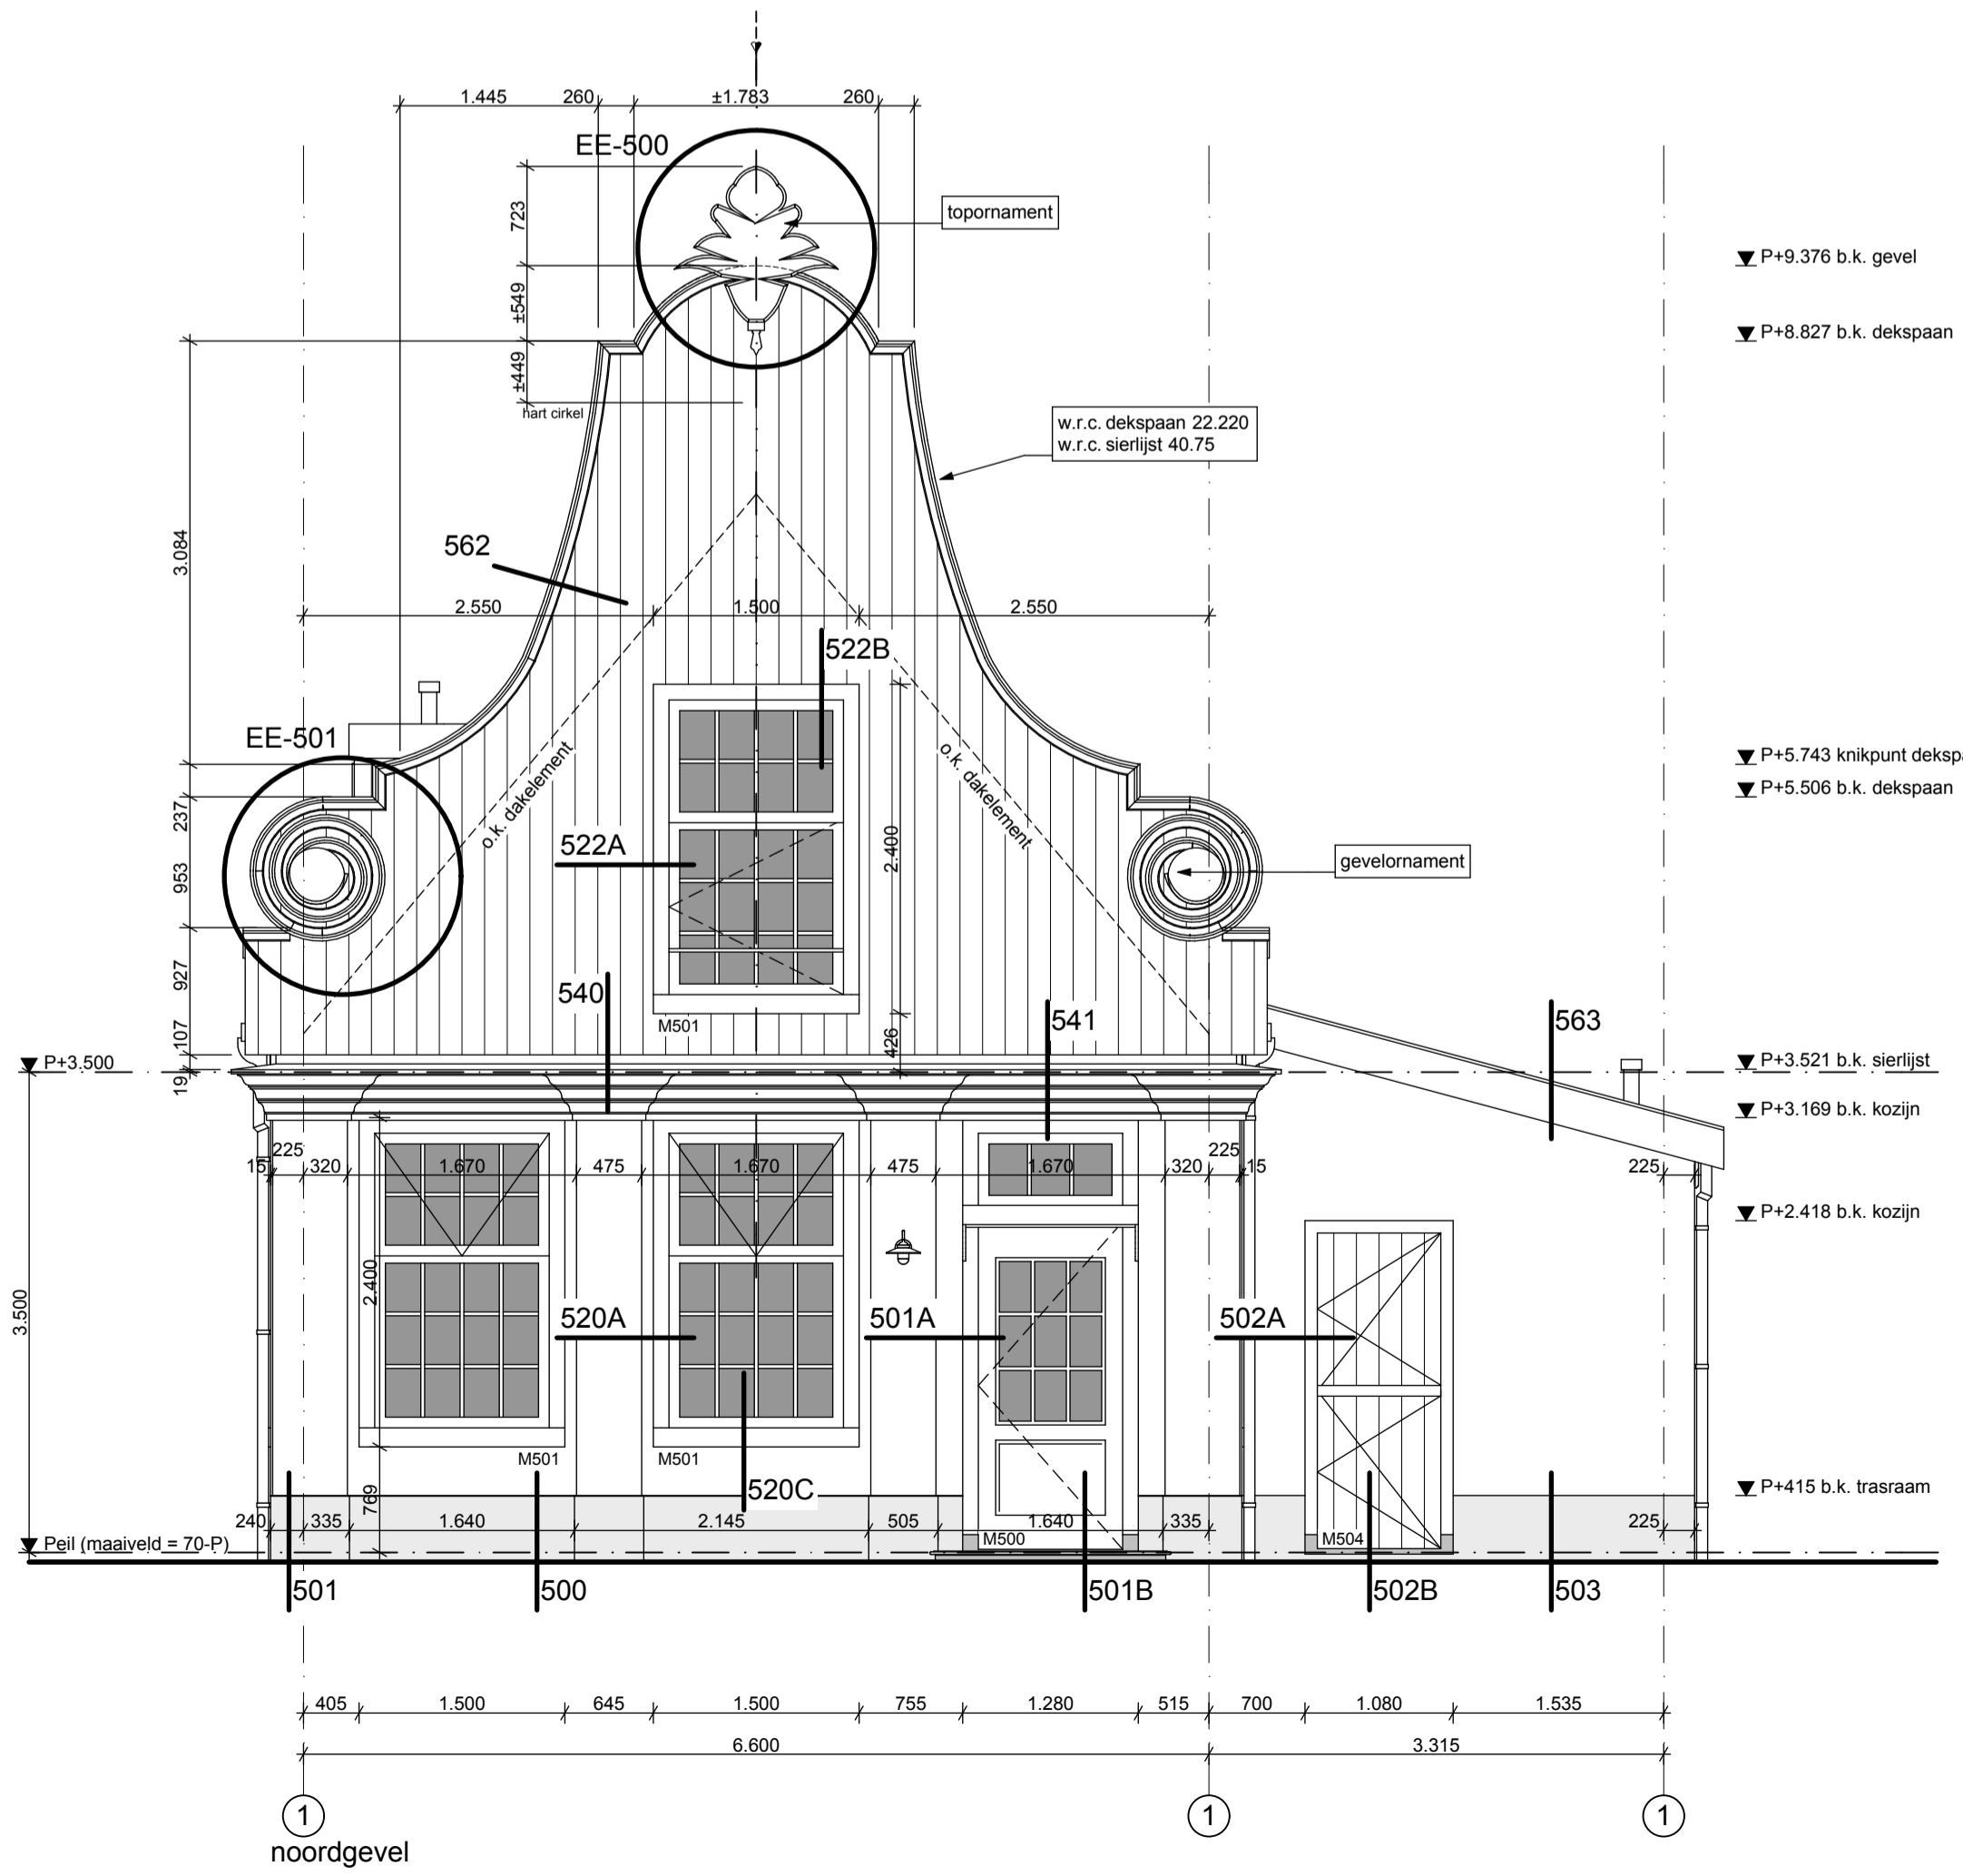 1.445
260
±1.783
260
EE-500
topornament
723
±549
±449
hart cirkel
P+9.376 b.k. gevel
P+8.827 b.k. dekspaan
w.r.c. dekspaan 22.220
w.r.c. sierlijst 40.75
3.084
562
2.550
1.500
2.550
522B
EE-501
o.k. dakelement
o.k. dakelement
P+5.743 knikpunt dekspa
P+5.506 b.k. dekspaan
237
522A
2.400
gevelornament
953
927
540
M501
541
563
107
426
P+3.500
19
P+3.521 b.k. sierlijst
P+3.169 b.k. kozijn
225
15
320
1.670
475
1.670
475
1.670
320
225
15
225
P+2.418 b.k. kozijn
3.500
2.400
520A
501A
502A
M501
M501
520C
769
P+415 b.k. trasraam
240
335
1.640
2.145
505
1.640
335
225
M500
M504
Peil (maaiveld = 70-P)
501
500
501B
502B
503
405
1.500
645
1.500
755
1.280
515
700
1.080
1.535
6.600
3.315
1
1
1
noordgevel